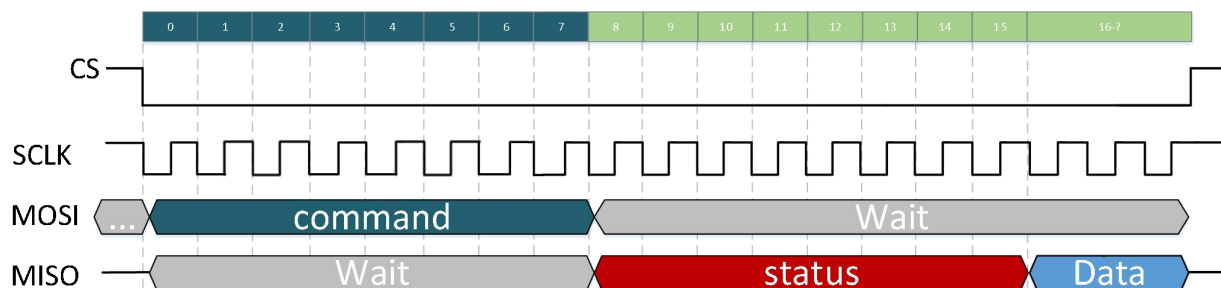 0 1 2 3 4 5 6 7 8 9 10 11 12 13 14 15 16-?
CS
SCLK
MOSI ... command Wait
MISO Wait status Data